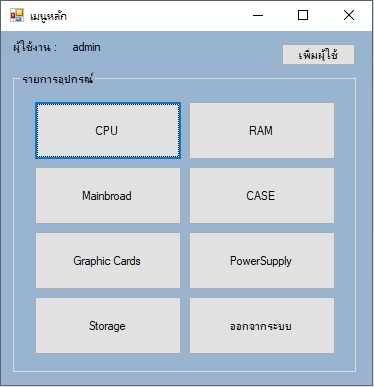 เมนูหลัก
ผู้ใช้งาน : admin
เพิ่มผู้ใช้
รายการอุปกรณ์
CPU RAM
Mainbroad CASE
Graphic Cards PowerSupply
Storage ออกจากระบบ